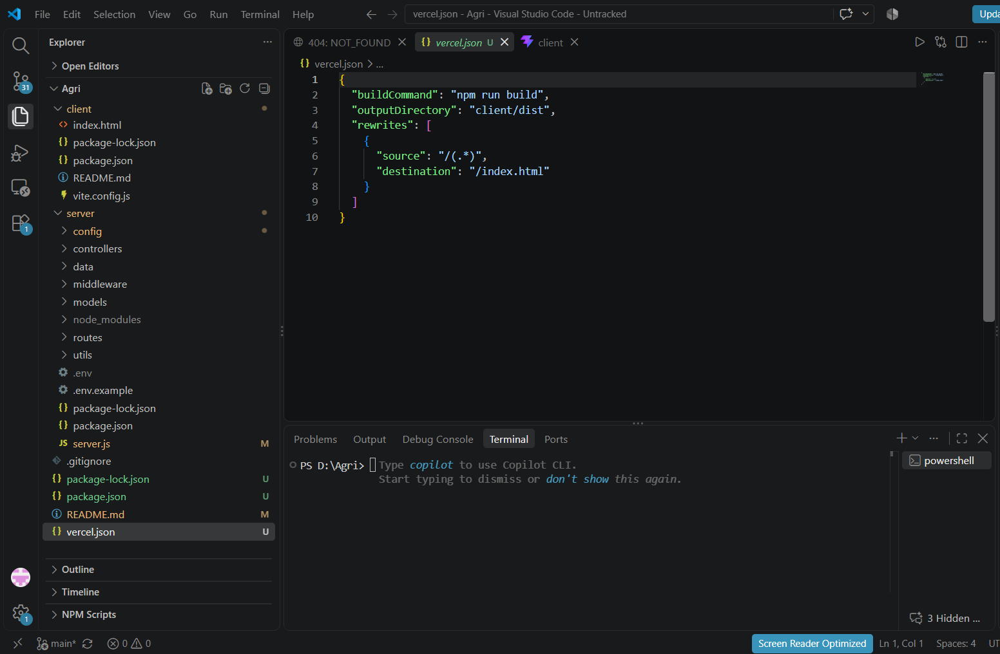 File Edit Selection View Go Run Terminal Help
vercel.json - Agri - Visual Studio Code - Untracked
Explorer
Open Editors
Agri
client
index.html
package-lock.json
package.json
README.md
vite.config.js
server
config
controllers
data
middleware
models
node_modules
routes
utils
.env
.env.example
package-lock.json
package.json
server.js M
.gitignore
package-lock.json U
package.json U
README.md M
vercel.json U
Outline
Timeline
NPM Scripts
31
1
1
404: NOT_FOUND
vercel.json U
client
vercel.json > ...
1 {
2 "buildCommand": "npm run build",
3 "outputDirectory": "client/dist",
4 "rewrites": [
5 {
6 "source": "/(.*)",
7 "destination": "/index.html"
8 }
9 ]
10 }
Problems Output Debug Console Terminal Ports
PS D:\Agri> Type copilot to use Copilot CLI.
Start typing to dismiss or don't show this again.
powershell
3 Hidden ...
main* 0 0
Screen Reader Optimized Ln 1, Col 1 Spaces: 4